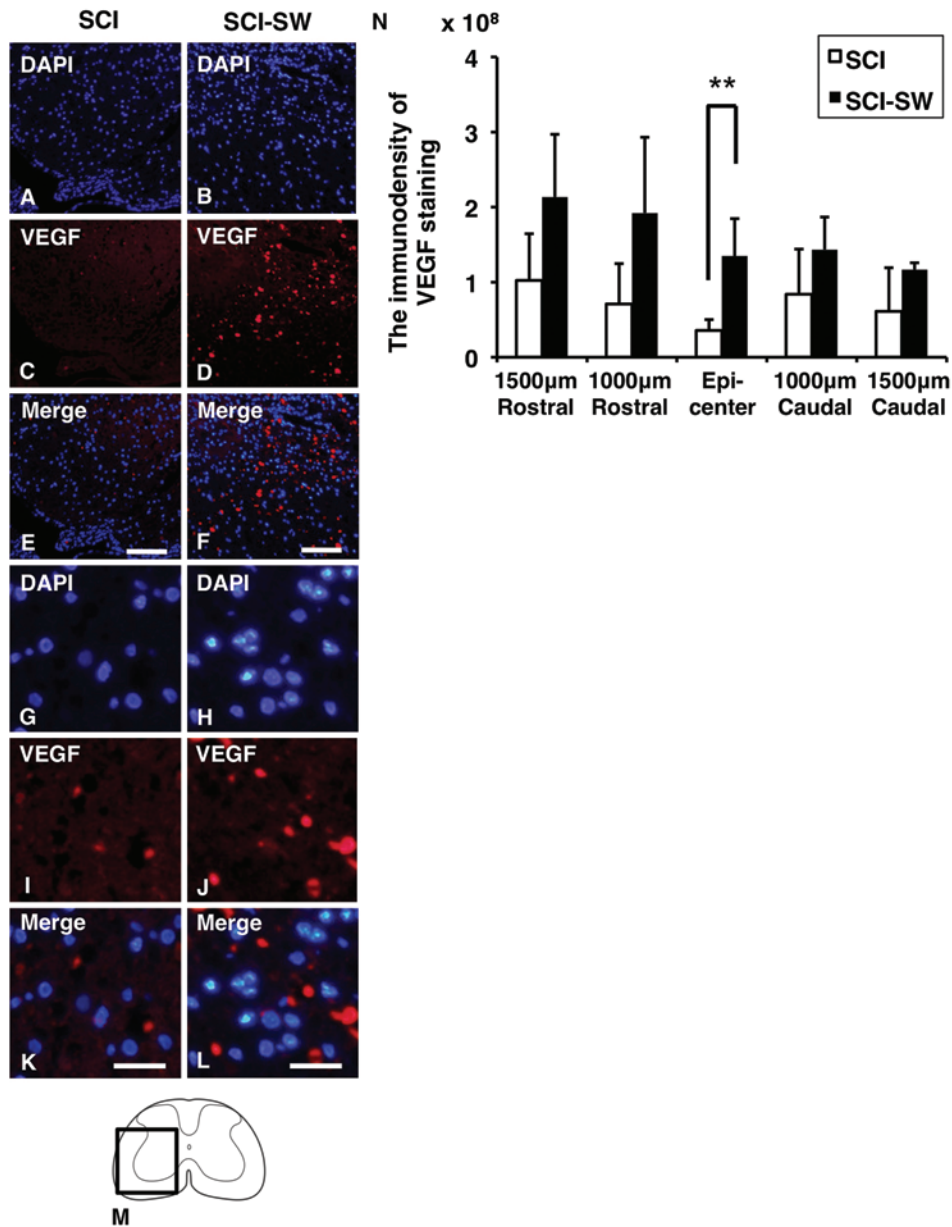 SCI SCI-SW
DAPI DAPI
A B
VEGF VEGF
C D
Merge Merge
E F
DAPI DAPI
G H
VEGF VEGF
I J
Merge Merge
K L
M
N x 10⁸
The immunodensity of
VEGF staining
4
3
2
1
0
**
SCI
SCI-SW
1500µm 1000µm Epi- 1000µm 1500µm
Rostral Rostral center Caudal Caudal